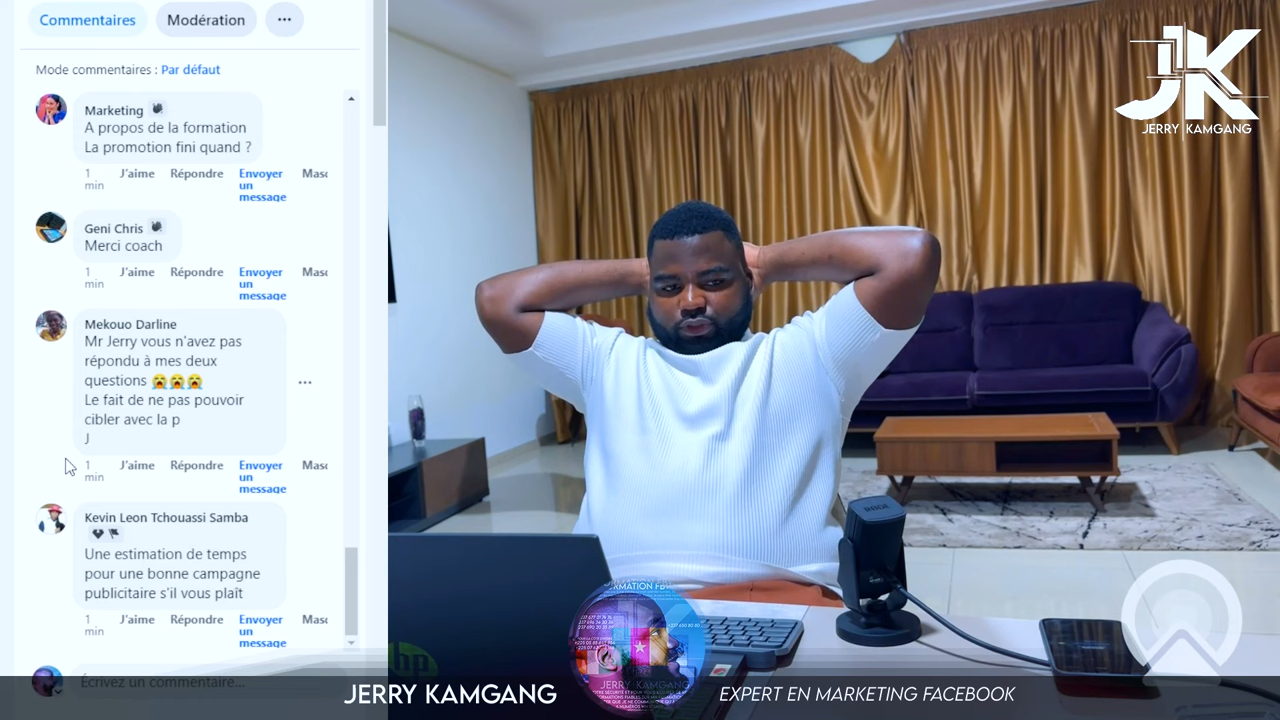 Commentaires Modération ...
Mode commentaires : Par défaut
Marketing
A propos de la formation
La promotion fini quand ?
1 min J'aime Répondre Envoyer un message Masc
Geni Chris
Merci coach
1 min J'aime Répondre Envoyer un message Masc
Mekouo Darline
Mr Jerry vous n'avez pas
répondu à mes deux
questions 😭😭😭
Le fait de ne pas pouvoir
cibler avec la p
J
1 min J'aime Répondre Envoyer un message Masc
Kevin Leon Tchouassi Samba
Une estimation de temps
pour une bonne campagne
publicitaire s'il vous plaît
1 min J'aime Répondre Envoyer un message Masc
Écrivez un commentaire...
JK
JERRY KAMGANG
hp
JERRY KAMGANG
EXPERT EN MARKETING FACEBOOK